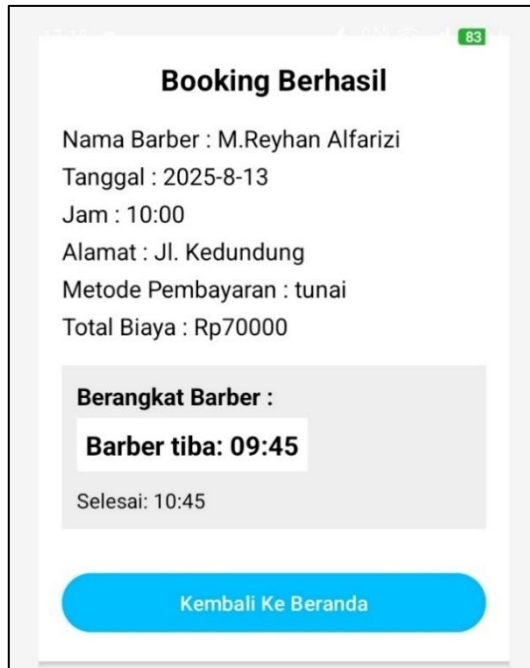 83
Booking Berhasil
Nama Barber : M.Reyhan Alfarizi
Tanggal : 2025-8-13
Jam : 10:00
Alamat : Jl. Kedundung
Metode Pembayaran : tunai
Total Biaya : Rp70000
Berangkat Barber :
Barber tiba: 09:45
Selesai: 10:45
Kembali Ke Beranda